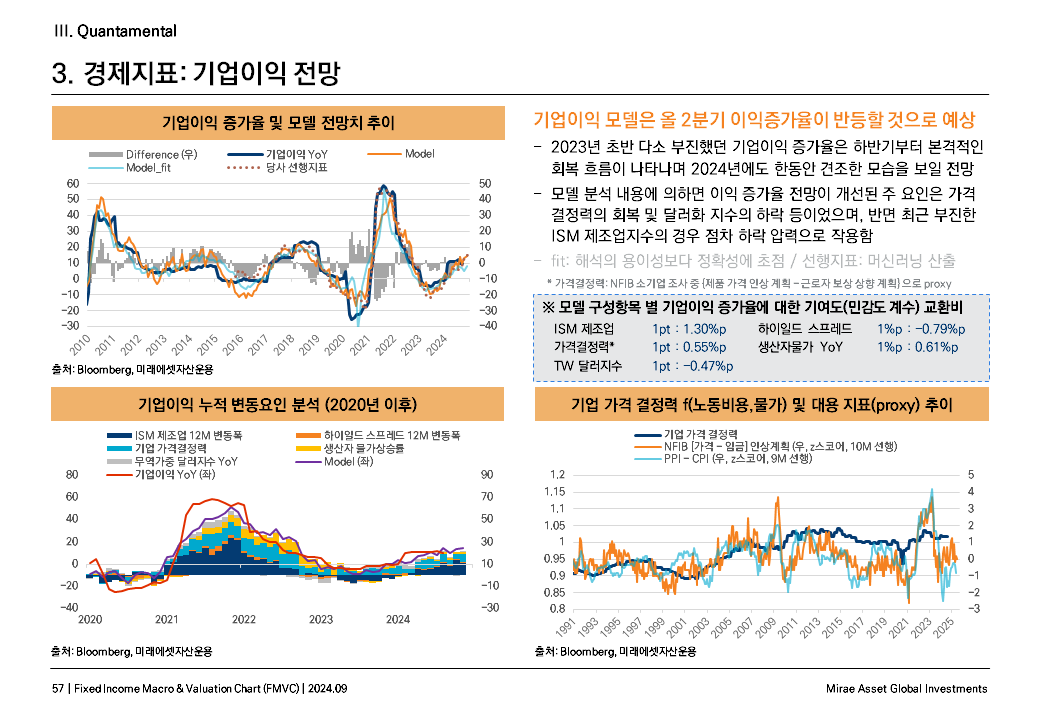 III. Quantamental
3. 경제지표: 기업이익 전망
기업이익 증가율 및 모델 전망치 추이
Difference (우)
기업이익 YoY
Model
Model_fit
당사 선행지표
60
50
40
30
20
10
0
−10
−20
−30
50
40
30
20
10
0
−10
−20
−30
−40
2010 2011 2012 2013 2014 2015 2016 2017 2018 2019 2020 2021 2022 2023 2024
출처: Bloomberg, 미래에셋자산운용
기업이익 모델은 올 2분기 이익증가율이 반등할 것으로 예상
− 2023년 초반 다소 부진했던 기업이익 증가율은 하반기부터 본격적인
회복 흐름이 나타나며 2024년에도 한동안 견조한 모습을 보일 전망
− 모델 분석 내용에 의하면 이익 증가율 전망이 개선된 주 요인은 가격
결정력의 회복 및 달러화 지수의 하락 등이었으며, 반면 최근 부진한
ISM 제조업지수의 경우 점차 하락 압력으로 작용함
− fit: 해석의 용이성보다 정확성에 초점 / 선행지표: 머신러닝 산출
* 가격결정력: NFIB 소기업 조사 중 (제품 가격 인상 계획 − 근로자 보상 상향 계획)으로 proxy
※ 모델 구성항목 별 기업이익 증가율에 대한 기여도(민감도 계수) 교환비
ISM 제조업 1pt : 1.30%p 하이일드 스프레드 1%p : −0.79%p
가격결정력* 1pt : 0.55%p 생산자물가 YoY 1%p : 0.61%p
TW 달러지수 1pt : −0.47%p
기업이익 누적 변동요인 분석 (2020년 이후)
ISM 제조업 12M 변동폭
하이일드 스프레드 12M 변동폭
기업 가격결정력
생산자 물가상승률
무역가중 달러지수 YoY
Model (좌)
기업이익 YoY (좌)
80
60
40
20
0
−20
−40
90
70
50
30
10
−10
−30
2020 2021 2022 2023 2024
출처: Bloomberg, 미래에셋자산운용
기업 가격 결정력 f(노동비용,물가) 및 대용 지표(proxy) 추이
기업 가격 결정력
NFIB [가격 − 임금] 인상계획 (우, z스코어, 10M 선행)
PPI − CPI (우, z스코어, 9M 선행)
1.2
1.15
1.1
1.05
1
0.95
0.9
0.85
0.8
5
4
3
2
1
0
−1
−2
−3
1991 1993 1995 1997 1999 2001 2003 2005 2007 2009 2011 2013 2015 2017 2019 2021 2023 2025
출처: Bloomberg, 미래에셋자산운용
57 | Fixed Income Macro & Valuation Chart (FMVC) | 2024.09
Mirae Asset Global Investments